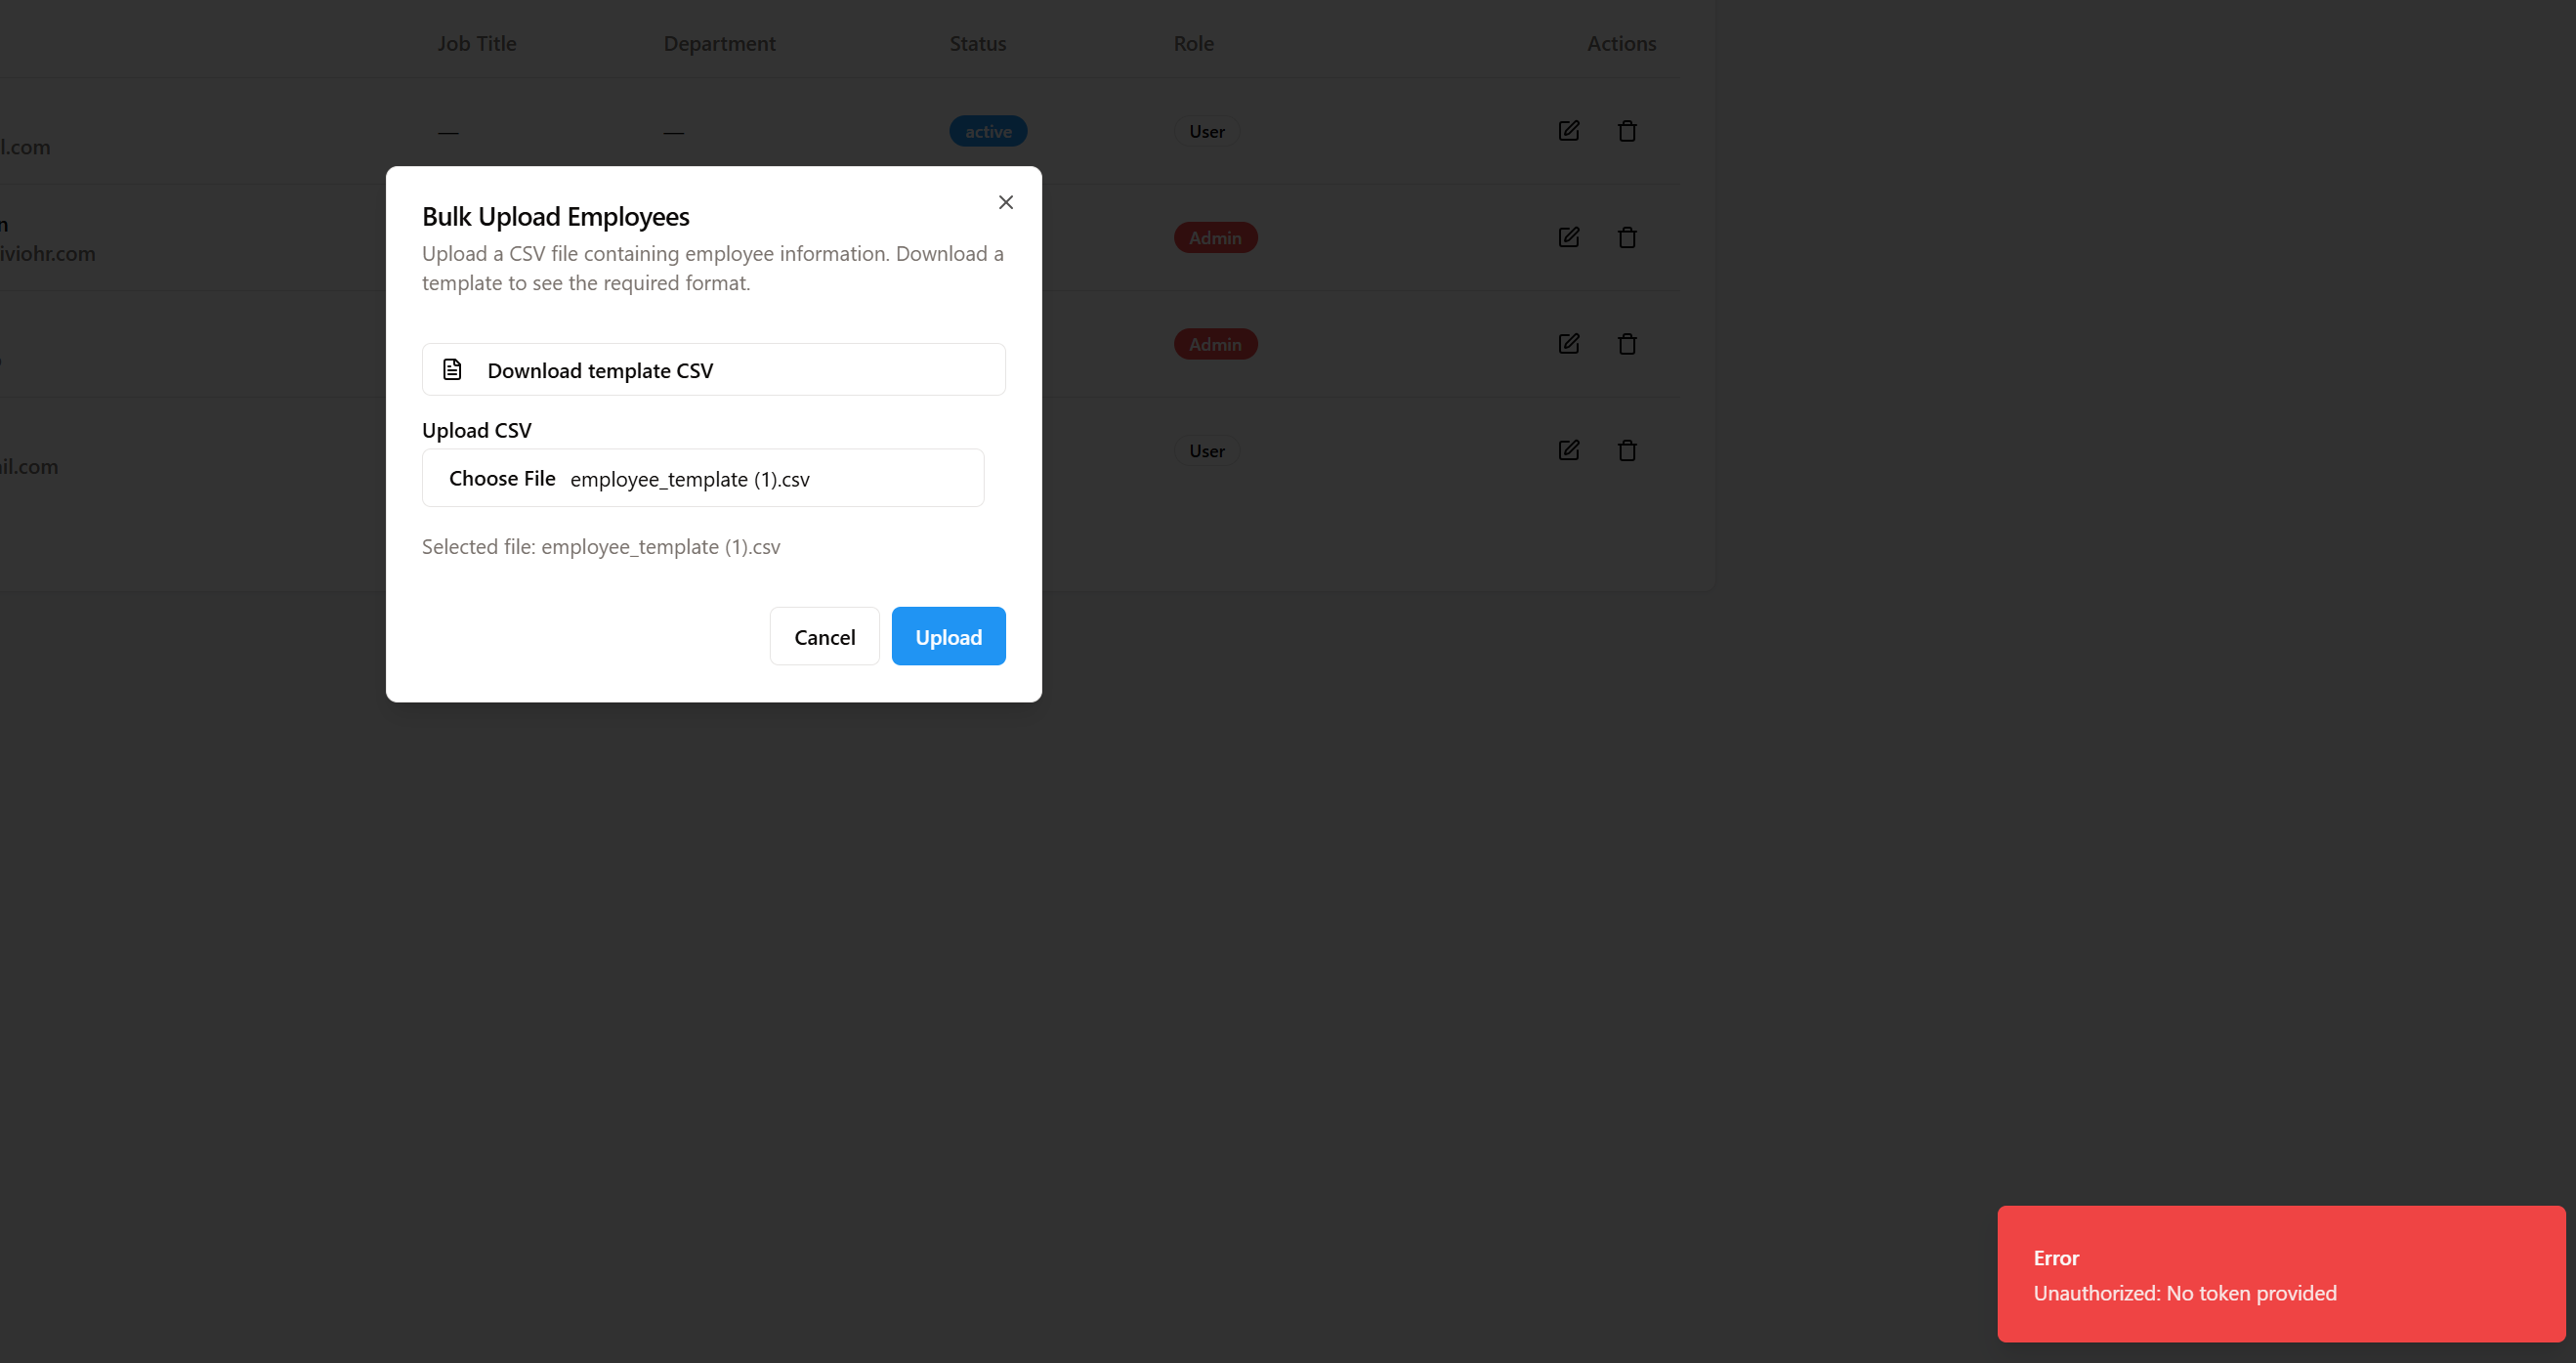 Job Title Department Status Role Actions
l.com — — active User
n
iviohr.com Admin
Admin
il.com User
Bulk Upload Employees
Upload a CSV file containing employee information. Download a
template to see the required format.
Download template CSV
Upload CSV
Choose File employee_template (1).csv
Selected file: employee_template (1).csv
Cancel Upload
Error
Unauthorized: No token provided